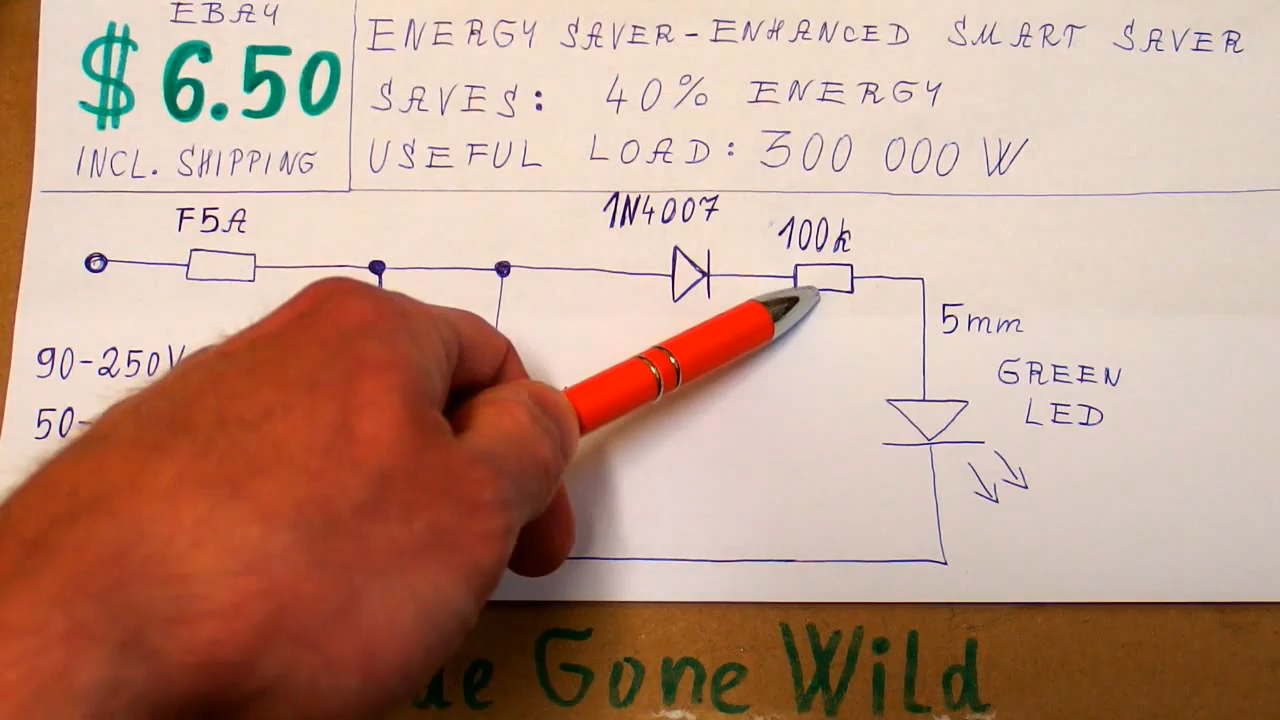 EBAY
$ 6.50
INCL. SHIPPING
ENERGY SAVER-ENHANCED SMART SAVER
SAVES: 40% ENERGY
USEFUL LOAD: 300 000 W
F5A
1N4007
100k
5mm
GREEN
LED
90-250V
50-
Gone Wild